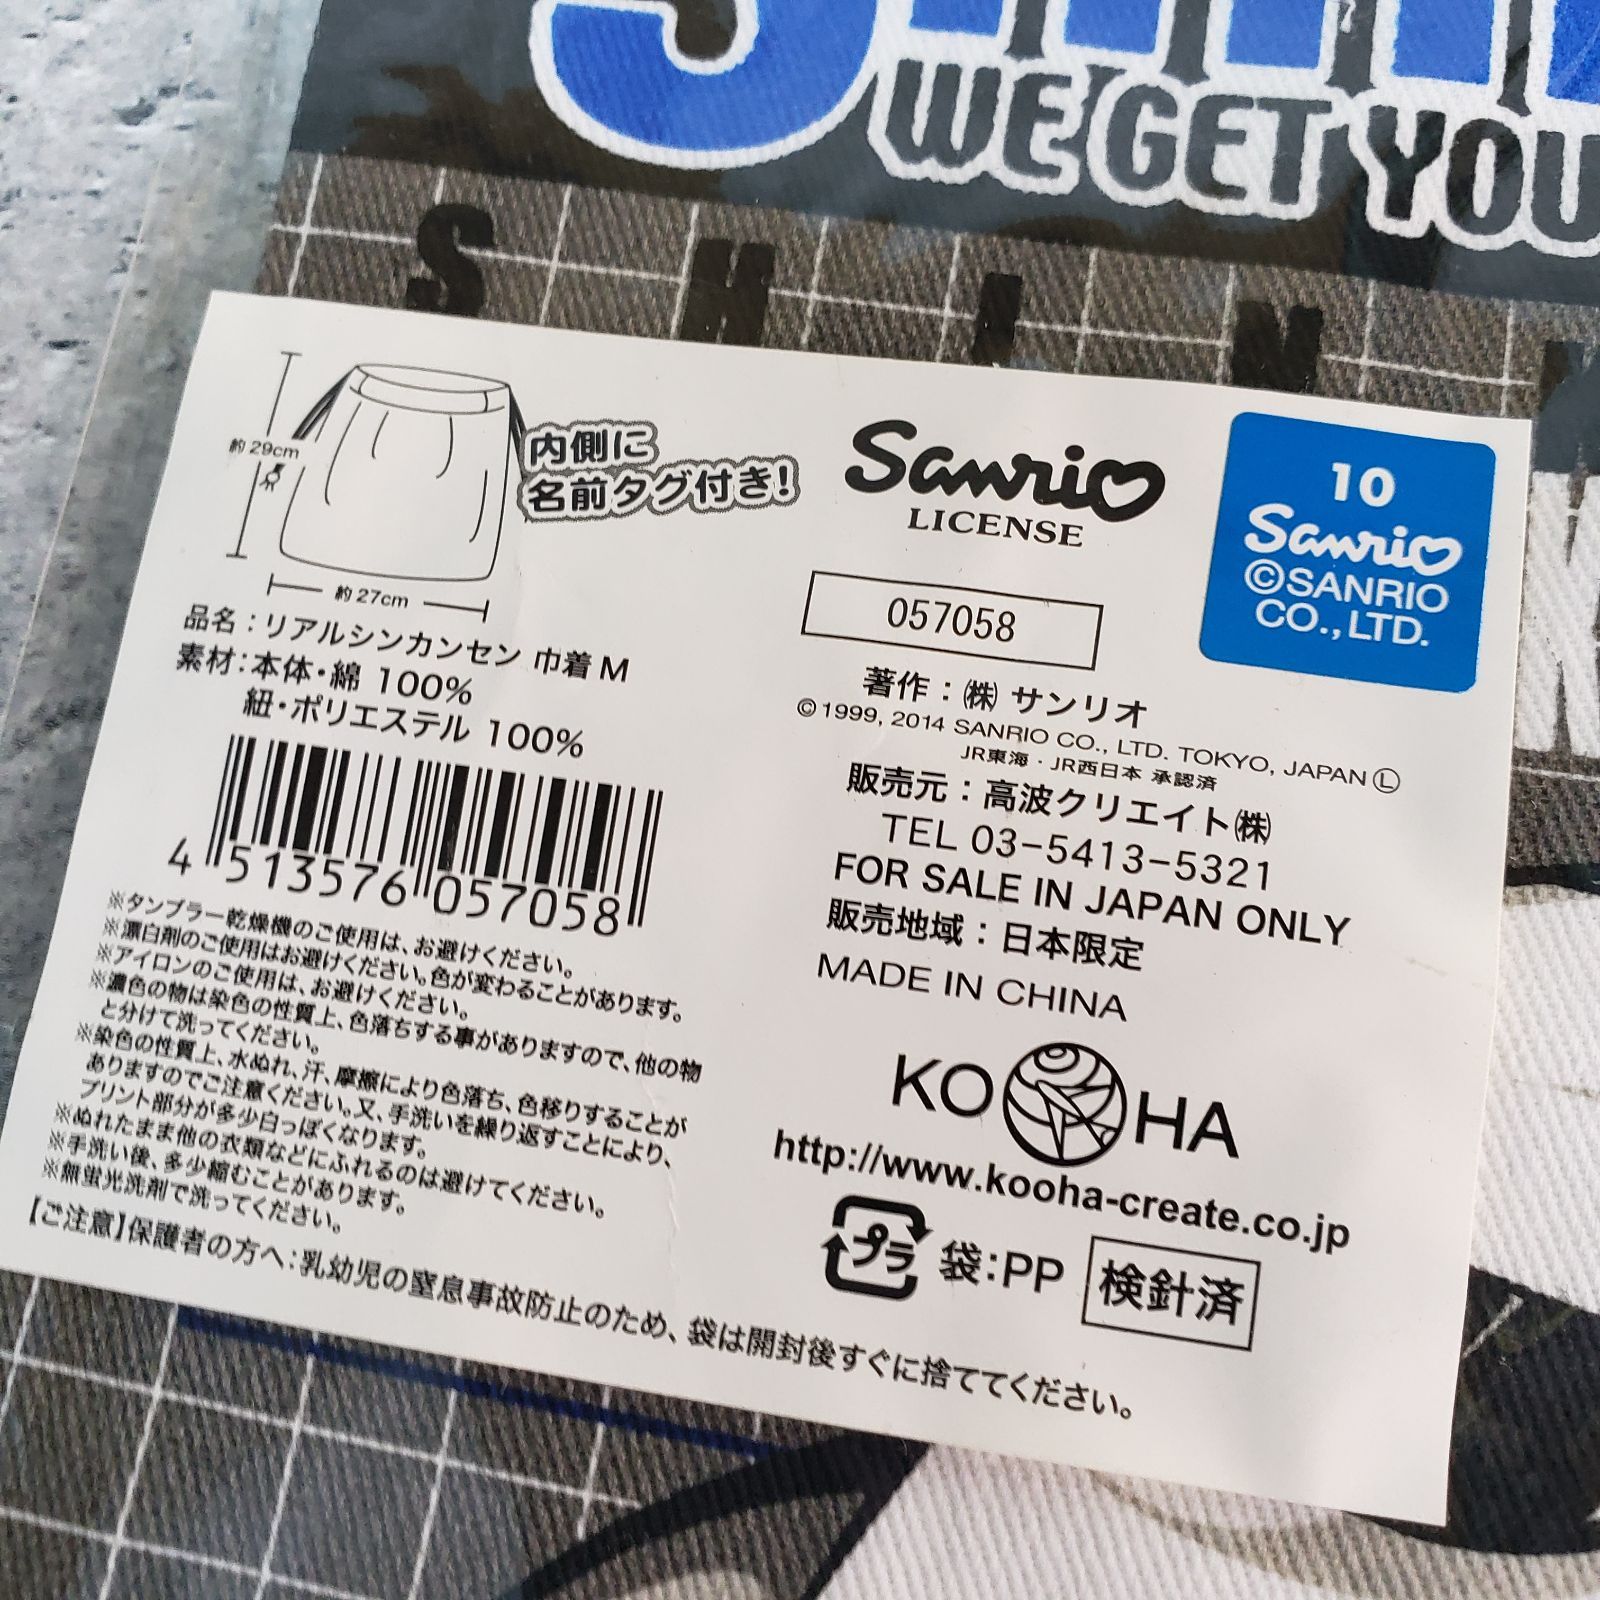 WE GET YOU
S H I N
約 29cm
約 27cm
内側に
名前タグ付き!
品名：リアルシンカンセン 巾着 M
素材：本体・綿 100%
紐・ポリエステル 100%
4 513576 057058
※タンブラー乾燥機のご使用は、お避けください。
※漂白剤のご使用はお避けください。色が変わることがあります。
※アイロンのご使用は、お避けください。
※濃色の物は染色の性質上、色落ちする事がありますので、他の物
と分けて洗ってください。
※染色の性質上、水ぬれ、汗、摩擦により色落ち、色移りすることが
ありますのでご注意ください。又、手洗いを繰り返すことにより、
プリント部分が多少白っぽくなります。
※ぬれたまま他の衣類などにふれるのは避けてください。
※手洗い後、多少縮むことがあります。
※無蛍光洗剤で洗ってください。
【ご注意】保護者の方へ：乳幼児の窒息事故防止のため、袋は開封後すぐに捨ててください。
Sanrio
LICENSE
057058
著作：㈱ サンリオ
©1999, 2014 SANRIO CO., LTD. TOKYO, JAPAN Ⓛ
JR東海・JR西日本 承認済
販売元：高波クリエイト㈱
TEL 03-5413-5321
FOR SALE IN JAPAN ONLY
販売地域：日本限定
MADE IN CHINA
KOOHA
http://www.kooha-create.co.jp
プラ 袋：PP 検針済
10
Sanrio
©SANRIO
CO., LTD.